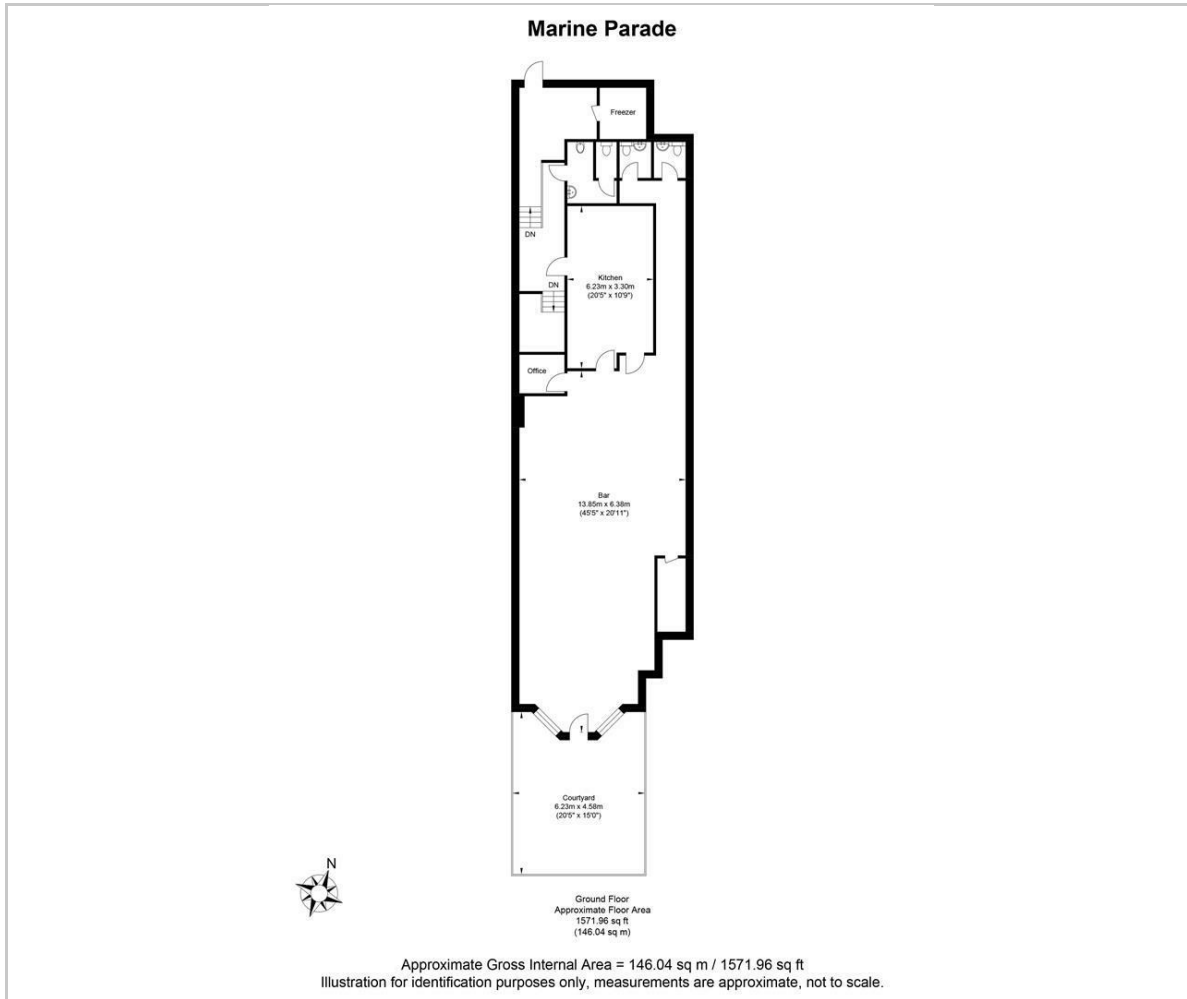 Marine Parade
Freezer
DN
Kitchen
6.23m x 3.30m
(20'5" x 10'9")
DN
Office
Bar
13.85m x 6.38m
(45'5" x 20'11")
Courtyard
6.23m x 4.58m
(20'5" x 15'0")
N
Ground Floor
Approximate Floor Area
1571.96 sq ft
(146.04 sq m)
Approximate Gross Internal Area = 146.04 sq m / 1571.96 sq ft
Illustration for identification purposes only, measurements are approximate, not to scale.